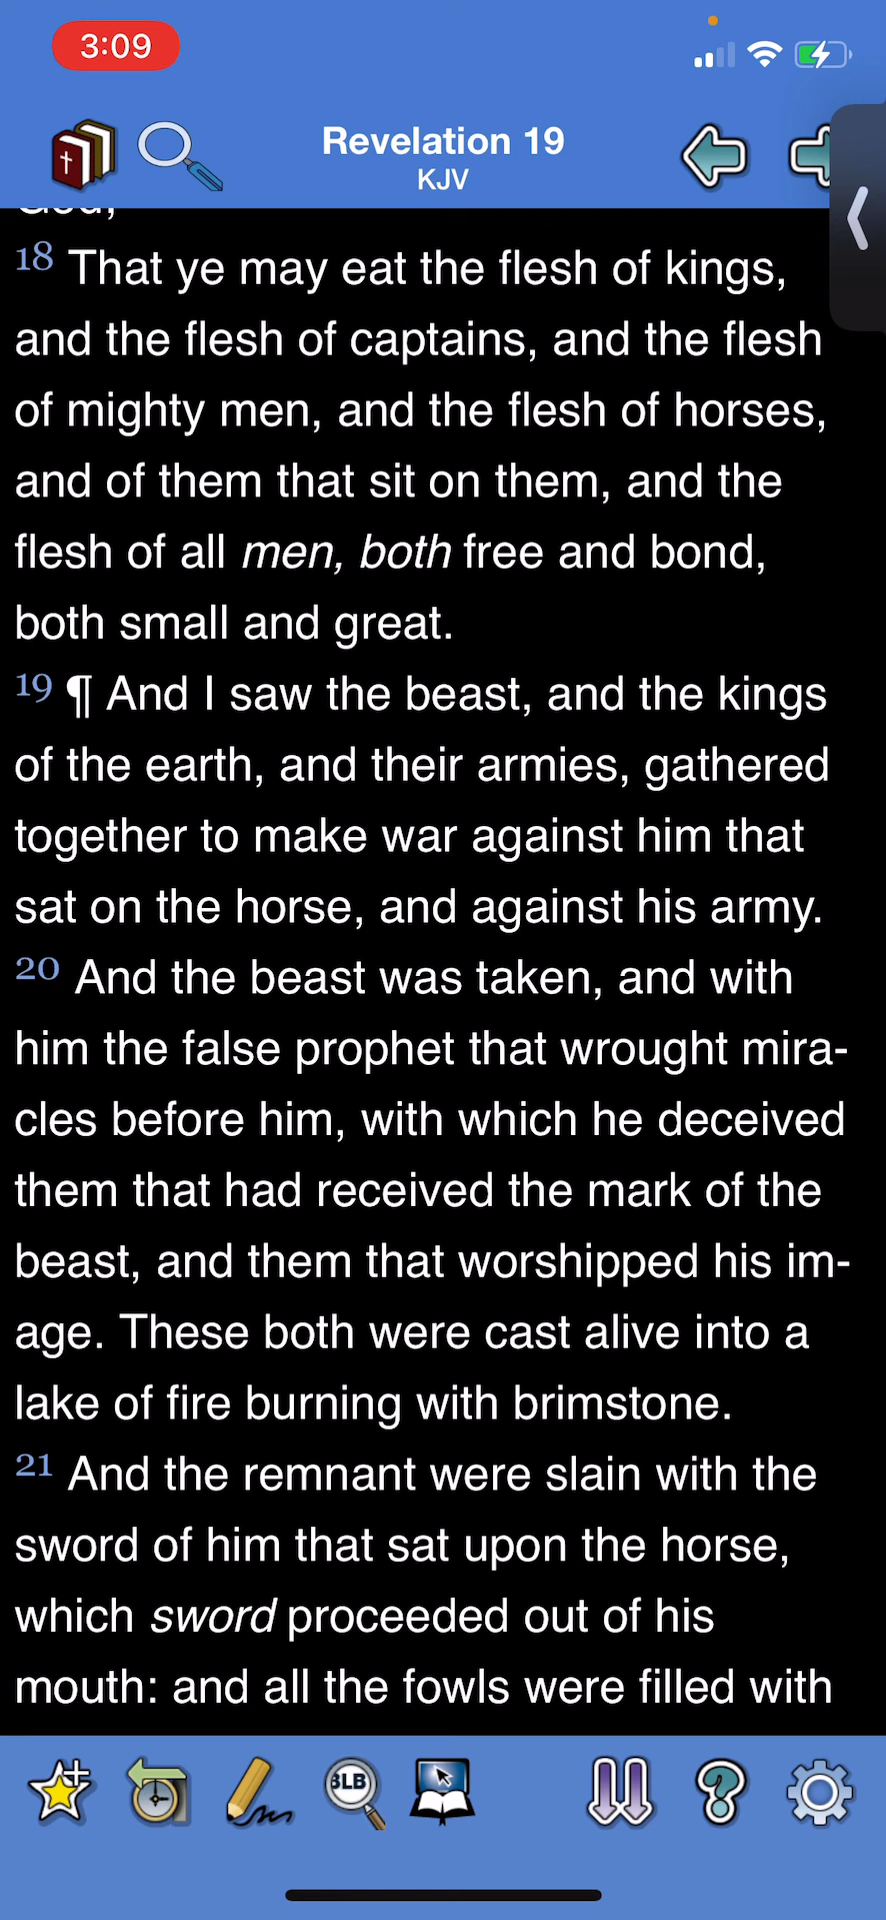 3:09
Revelation 19
KJV
God,
18 That ye may eat the flesh of kings,
and the flesh of captains, and the flesh
of mighty men, and the flesh of horses,
and of them that sit on them, and the
flesh of all men, both free and bond,
both small and great.
19 ¶ And I saw the beast, and the kings
of the earth, and their armies, gathered
together to make war against him that
sat on the horse, and against his army.
20 And the beast was taken, and with
him the false prophet that wrought mira-
cles before him, with which he deceived
them that had received the mark of the
beast, and them that worshipped his im-
age. These both were cast alive into a
lake of fire burning with brimstone.
21 And the remnant were slain with the
sword of him that sat upon the horse,
which sword proceeded out of his
mouth: and all the fowls were filled with
BLB